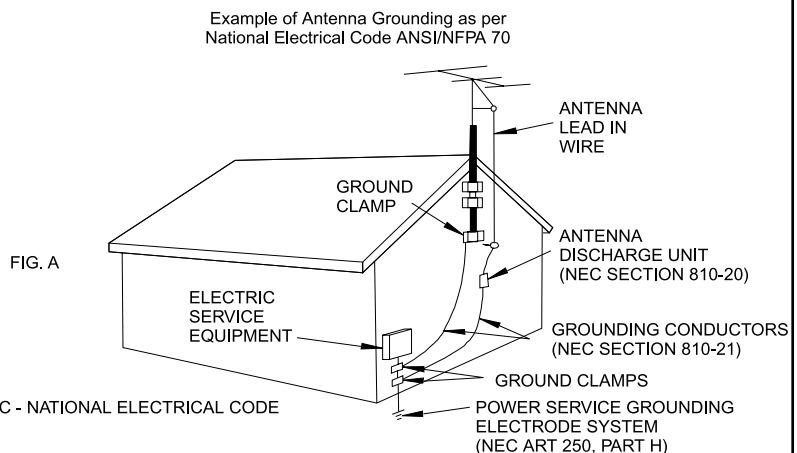 Example of Antenna Grounding as per
National Electrical Code ANSI/NFPA 70
ANTENNA
LEAD IN
WIRE
GROUND
CLAMP
ANTENNA
DISCHARGE UNIT
(NEC SECTION 810-20)
FIG. A
ELECTRIC
SERVICE
EQUIPMENT
GROUNDING CONDUCTORS
(NEC SECTION 810-21)
GROUND CLAMPS
C - NATIONAL ELECTRICAL CODE
POWER SERVICE GROUNDING
ELECTRODE SYSTEM
(NEC ART 250, PART H)